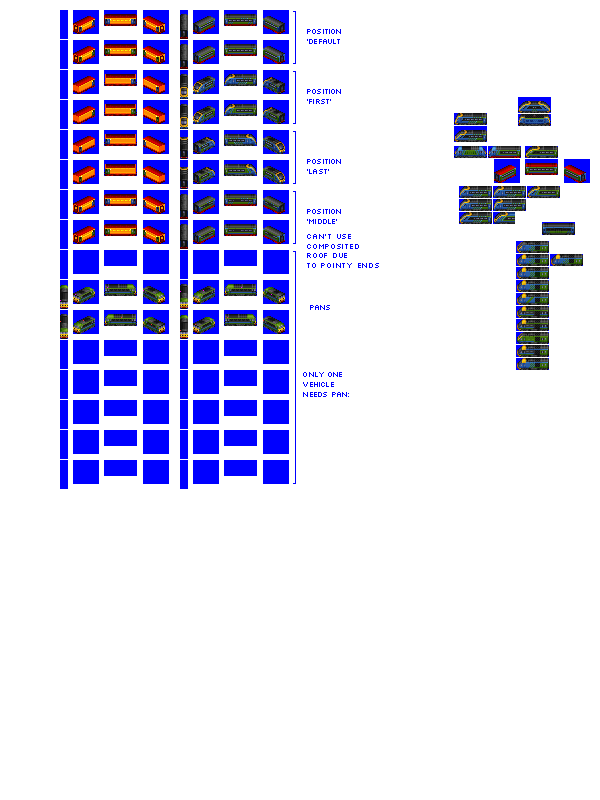 POSITION
'DEFAULT
POSITION
'FIRST'
POSITION
'LAST'
POSITION
'MIDDLE'
CAN'T USE
COMPOSITED
ROOF DUE
TO POINTY ENDS
PANS
ONLY ONE
VEHICLE
NEEDS PAN: